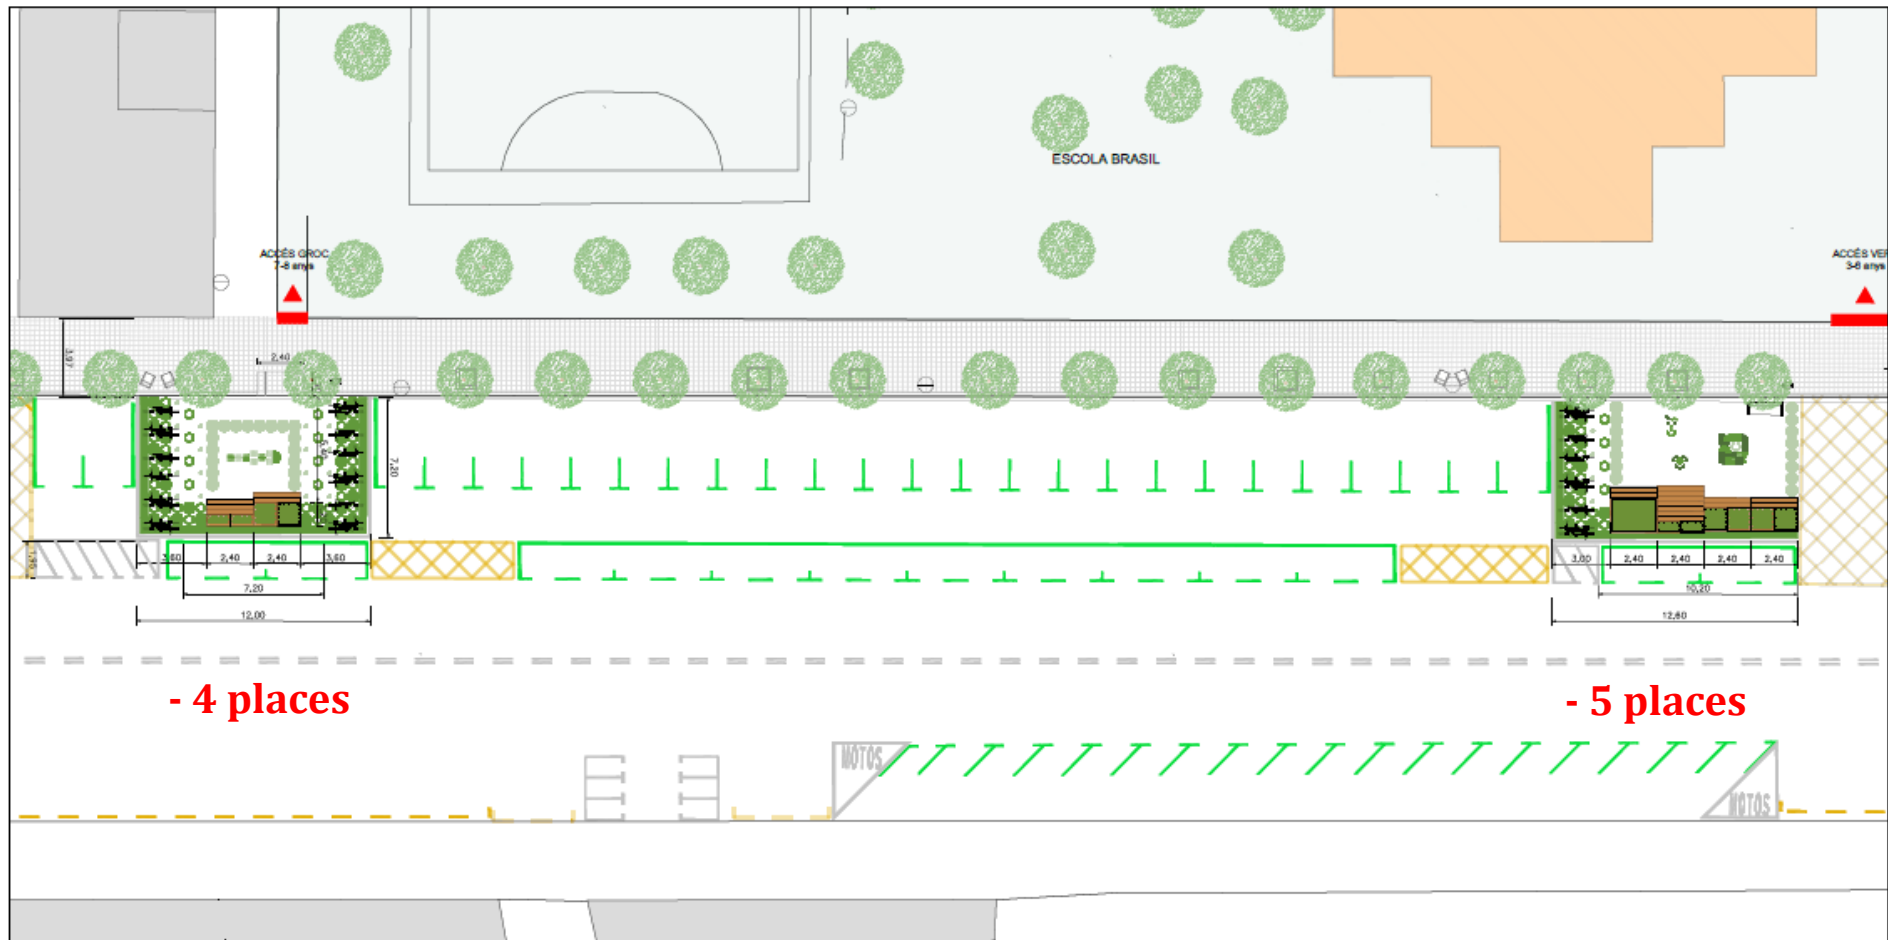 ESCOLA BRASIL
ACCÉS GROC
7-8 anys
ACCÉS VER
3-6 anys
3,97
2,40
7,20
1,90
3,60
2,40
2,40
3,60
7,20
12,00
3,00
2,40
2,40
2,40
2,40
10,20
12,60
- 4 places
- 5 places
MOTOS
MOTOS